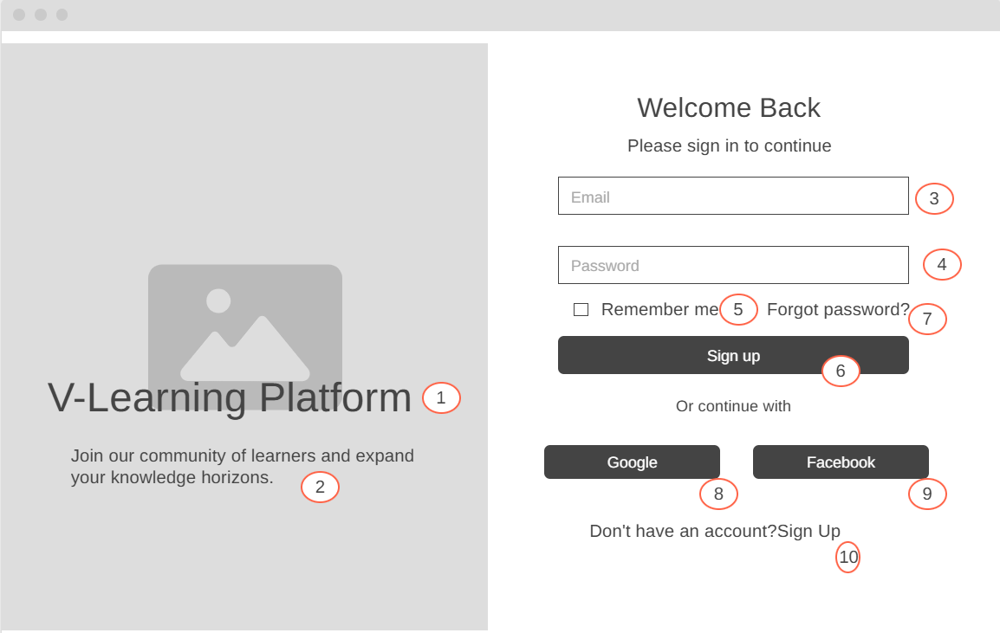 V-Learning Platform 1
Join our community of learners and expand
your knowledge horizons.
2
Welcome Back
Please sign in to continue
Email 3
Password 4
Remember me 5 Forgot password? 7
Sign up
6
Or continue with
Google Facebook
8 9
Don't have an account?Sign Up
10